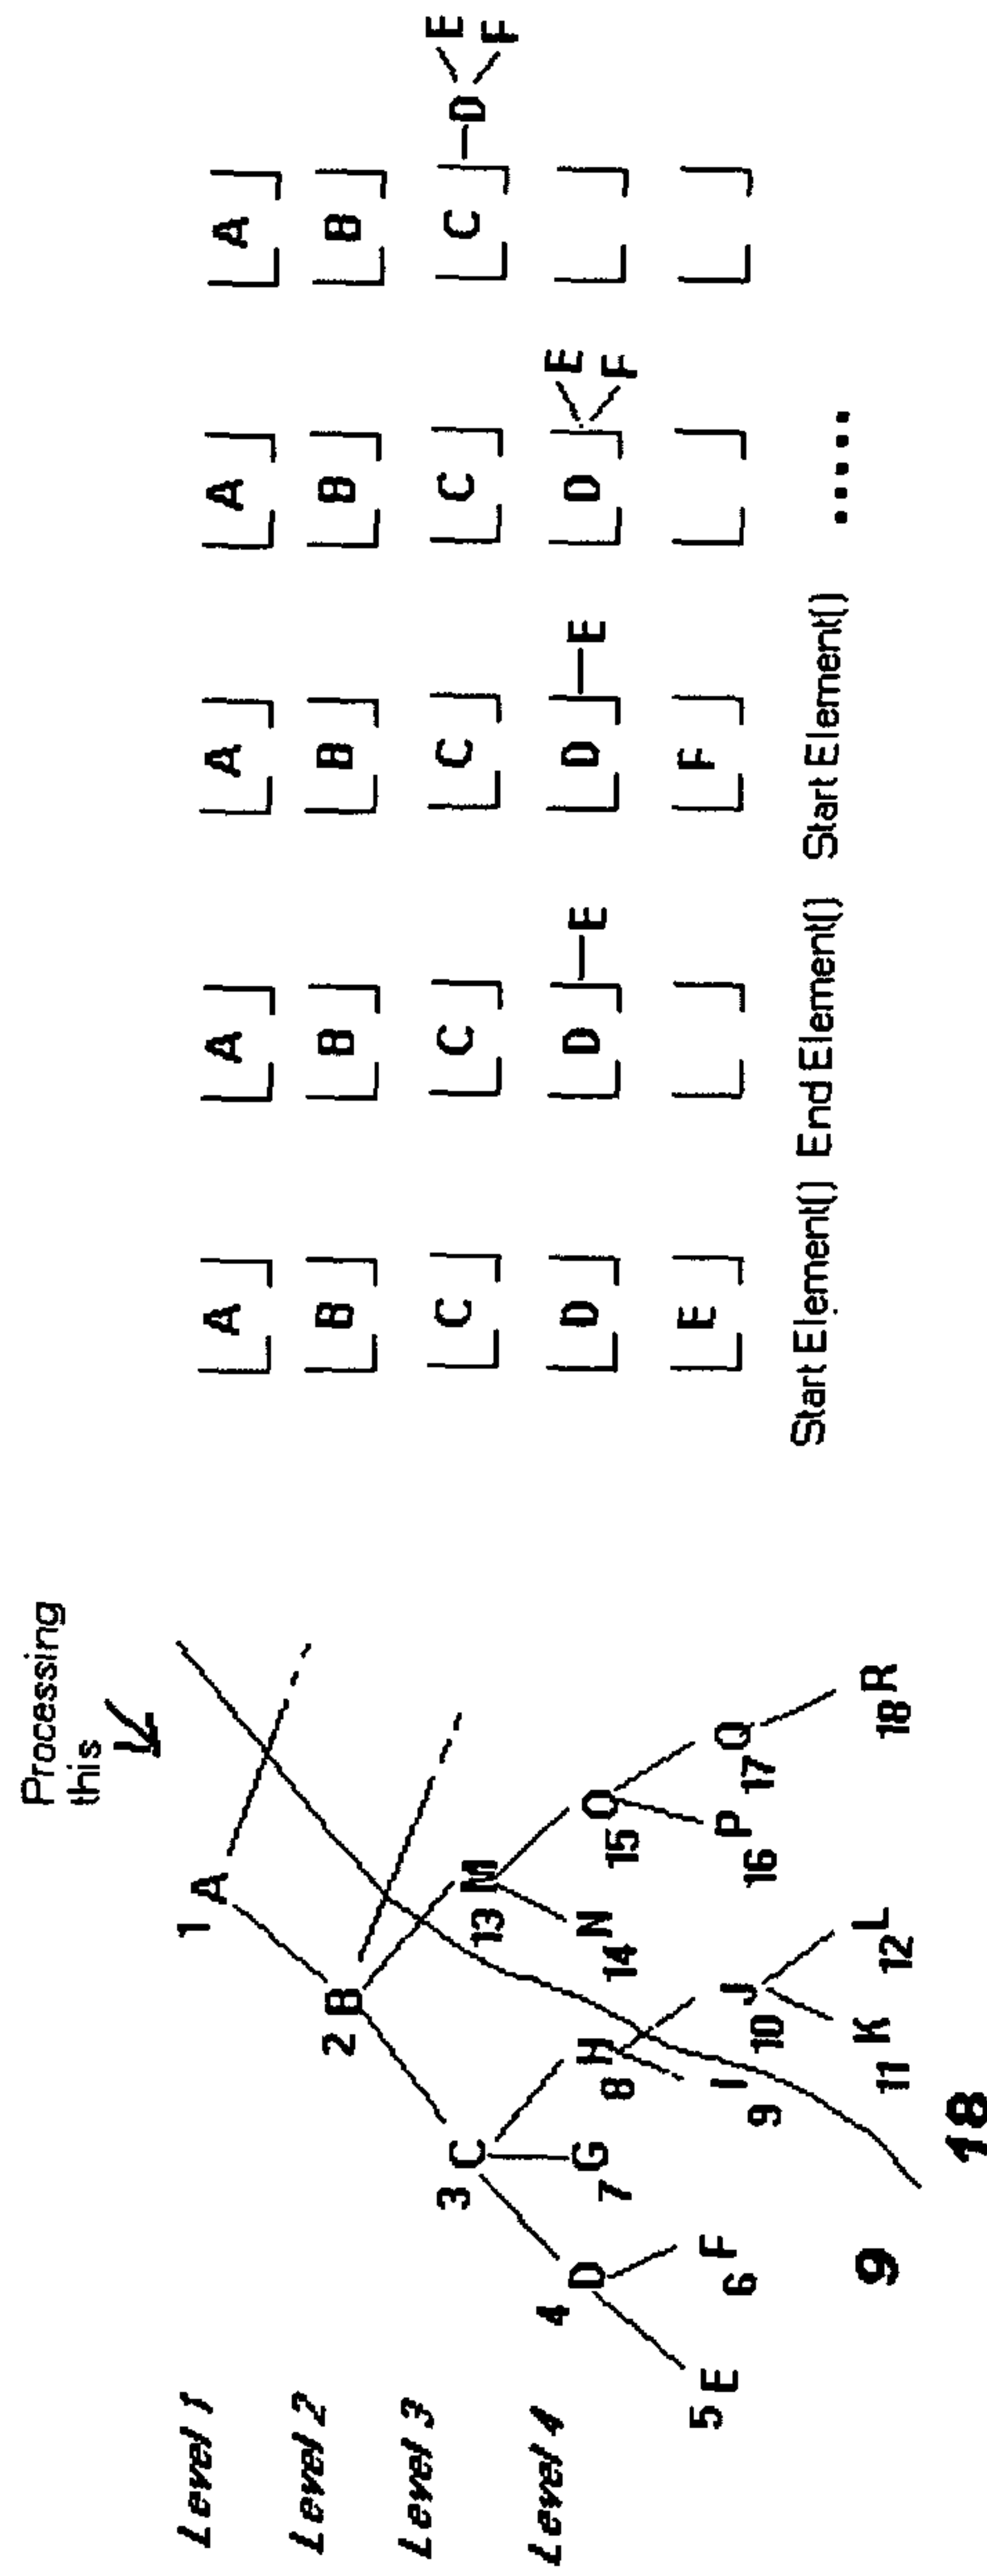 Level 1
Level 2
Level 3
Level 4
Processing
this
1 A
2 B
3 C
13 M
4 D
7 G
8 H
14 N
15 O
5 E
6 F
9 I
10 J
16 P
17 Q
11 K
12 L
18 R
9
18
A
B
C
D
E
A
B
C
D
E
A
B
C
D
E
F
A
B
C
D
E
F
A
B
C
D
E
F
Start Element() End Element() Start Element() .....